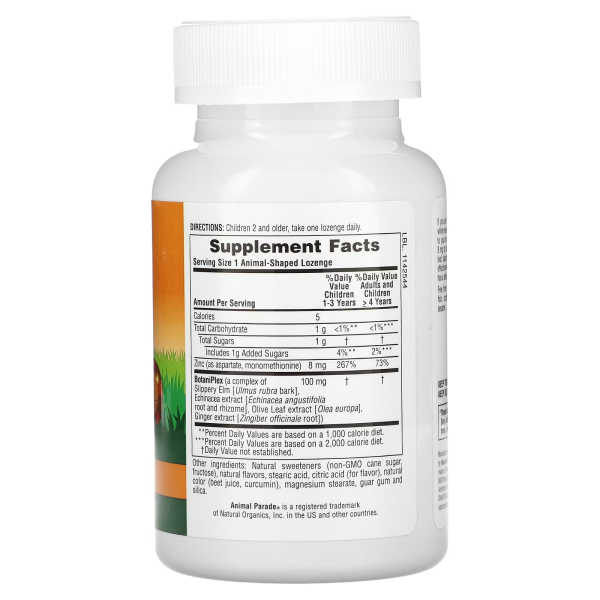 DIRECTIONS: Children 2 and older, take one lozenge daily.
Supplement Facts
Serving Size 1 Animal-Shaped Lozenge
Amount Per Serving %Daily Value Children 1-3 Years %Daily Value Adults and Children ≥ 4 Years
Calories 5
Total Carbohydrate 1 g <1%** <1%***
Total Sugars 1 g † †
Includes 1g Added Sugars 4%** 2%***
Zinc (as aspartate, monomethionine) 8 mg 267% 73%
BotaniPlex (a complex of 100 mg † †
Slippery Elm [Ulmus rubra bark],
Echinacea extract [Echinacea angustifolia
root and rhizome], Olive Leaf extract [Olea europa],
Ginger extract [Zingiber officinale root])
**Percent Daily Values are based on a 1,000 calorie diet.
***Percent Daily Values are based on a 2,000 calorie diet.
†Daily Value not established.
Other ingredients: Natural sweeteners (non-GMO cane sugar,
fructose), natural flavors, stearic acid, citric acid (for flavor), natural
color (beet juice, curcumin), magnesium stearate, guar gum and
silica.
Animal Parade® is a registered trademark
of Natural Organics, Inc. in the US and other countries.
LBL. 1142544